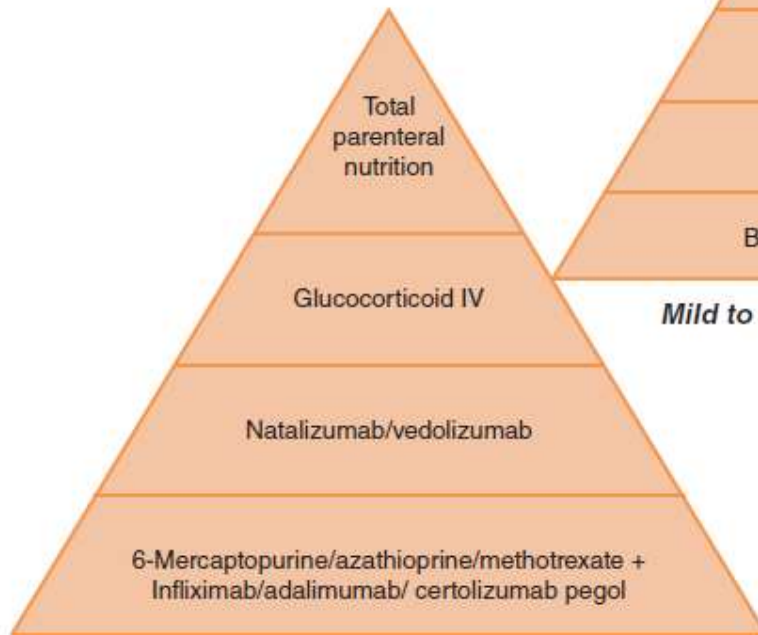 Total
parenteral
nutrition
Glucocorticoid IV
Natalizumab/vedolizumab
6-Mercaptopurine/azathioprine/methotrexate +
Infliximab/adalimumab/ certolizumab pegol
B
Mild to